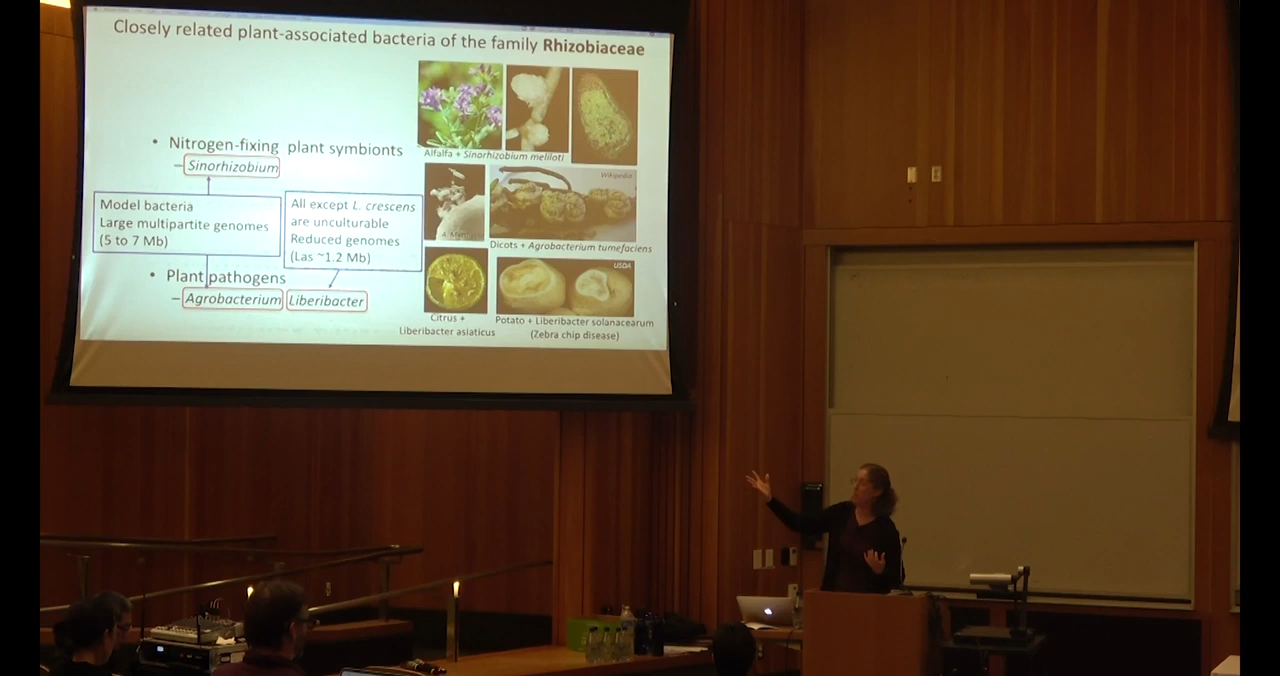 Closely related plant-associated bacteria of the family Rhizobiaceae
• Nitrogen-fixing plant symbionts
– Sinorhizobium
Model bacteria
Large multipartite genomes
(5 to 7 Mb)
All except L. crescens
are unculturable
Reduced genomes
(Las ~1.2 Mb)
• Plant pathogens
– Agrobacterium Liberibacter
Alfalfa + Sinorhizobium meliloti
Wikipedia
Dicots + Agrobacterium tumefaciens
USDA
Citrus +
Liberibacter asiaticus
Potato + Liberibacter solanacearum
(Zebra chip disease)